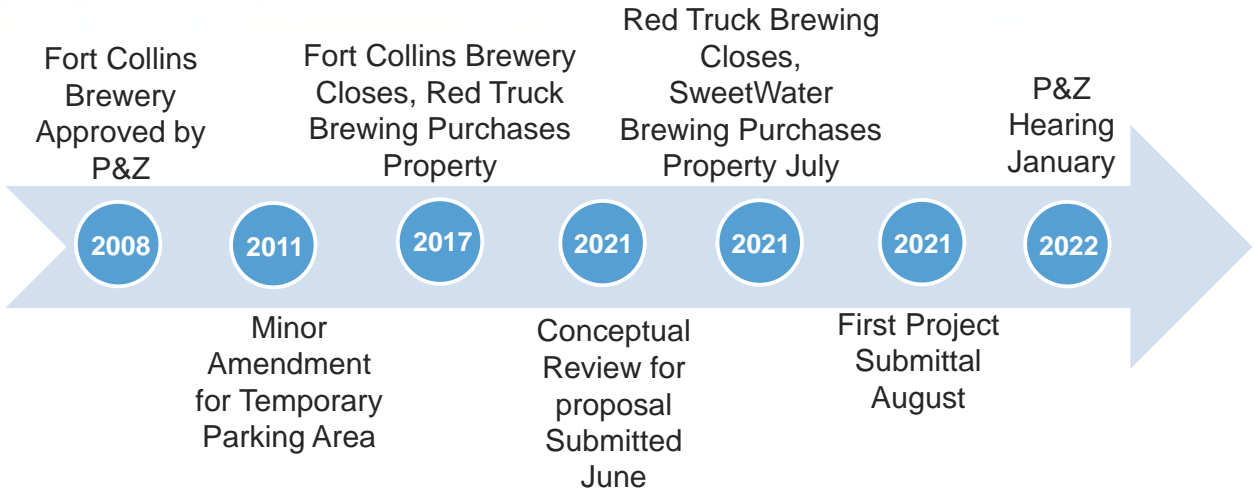 Fort Collins
Brewery
Approved by
P&Z
2008
2011
Minor
Amendment
for Temporary
Parking Area
Fort Collins Brewery
Closes, Red Truck
Brewing Purchases
Property
2017
2021
Conceptual
Review for
proposal
Submitted
June
Red Truck Brewing
Closes,
SweetWater
Brewing Purchases
Property July
2021
2021
First Project
Submittal
August
P&Z
Hearing
January
2022